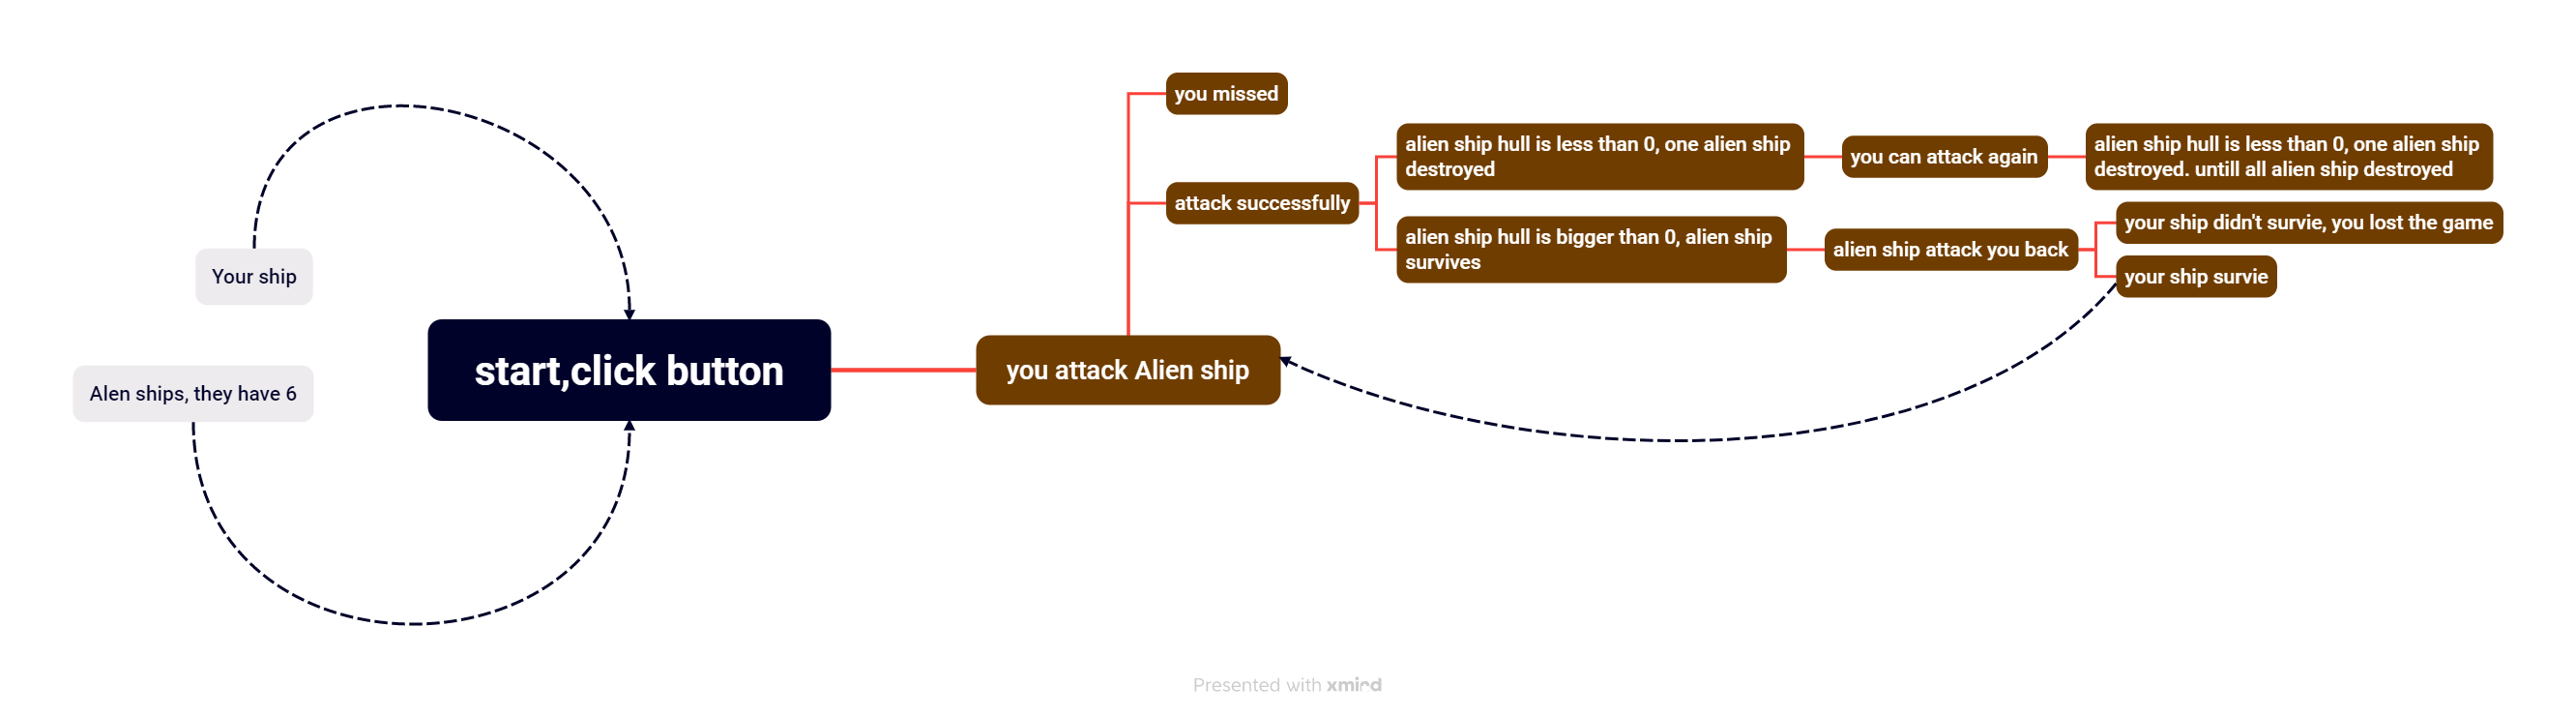 you missed
alien ship hull is less than 0, one alien ship
destroyed
you can attack again
alien ship hull is less than 0, one alien ship
destroyed. untill all alien ship destroyed
attack successfully
alien ship hull is bigger than 0, alien ship
survives
alien ship attack you back
your ship didn't survie, you lost the game
your ship survie
Your ship
Alen ships, they have 6
start,click button
you attack Alien ship
Presented with xmind